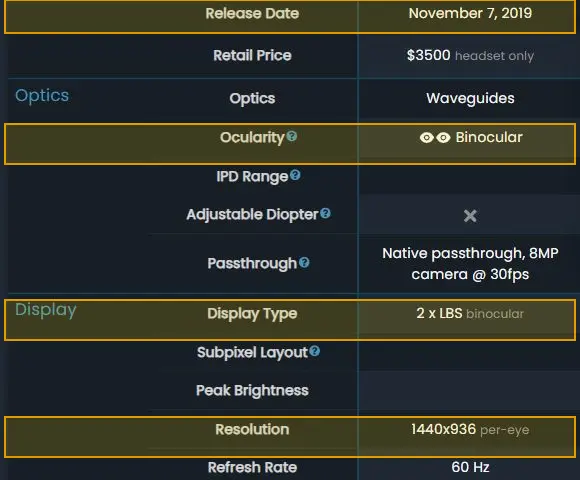 Release Date November 7, 2019
Retail Price $3500 headset only
Optics Optics Waveguides
Ocularity Binocular
IPD Range
Adjustable Diopter
Passthrough Native passthrough, 8MP
camera @ 30fps
Display Display Type 2 x LBS binocular
Subpixel Layout
Peak Brightness
Resolution 1440x936 per-eye
Refresh Rate 60 Hz